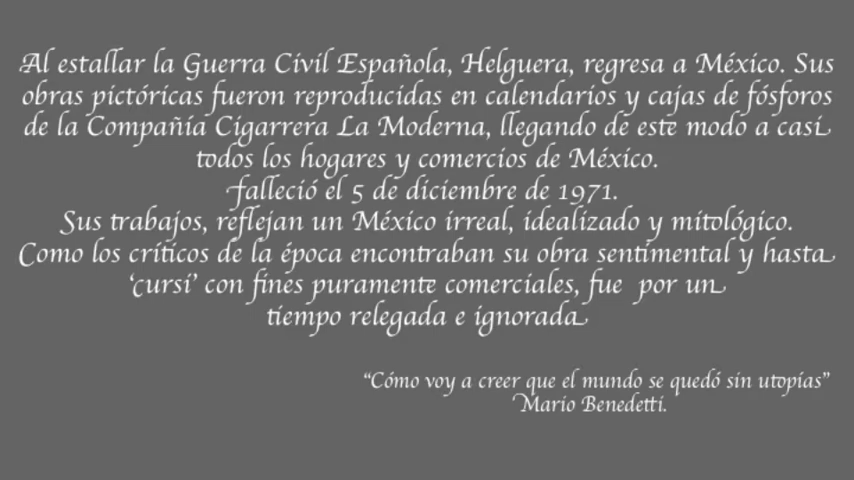 Al estallar la Guerra Civil Española, Helguera, regresa a México. Sus
obras pictóricas fueron reproducidas en calendarios y cajas de fósforos
de la Compañía Cigarrera La Moderna, llegando de este modo a casi
todos los hogares y comercios de México.
Falleció el 5 de diciembre de 1971.
Sus trabajos, reflejan un México irreal, idealizado y mitológico.
Como los críticos de la época encontraban su obra sentimental y hasta
‘cursi’ con fines puramente comerciales, fue por un
tiempo relegada e ignorada
“Cómo voy a creer que el mundo se quedó sin utopías”
Mario Benedetti.